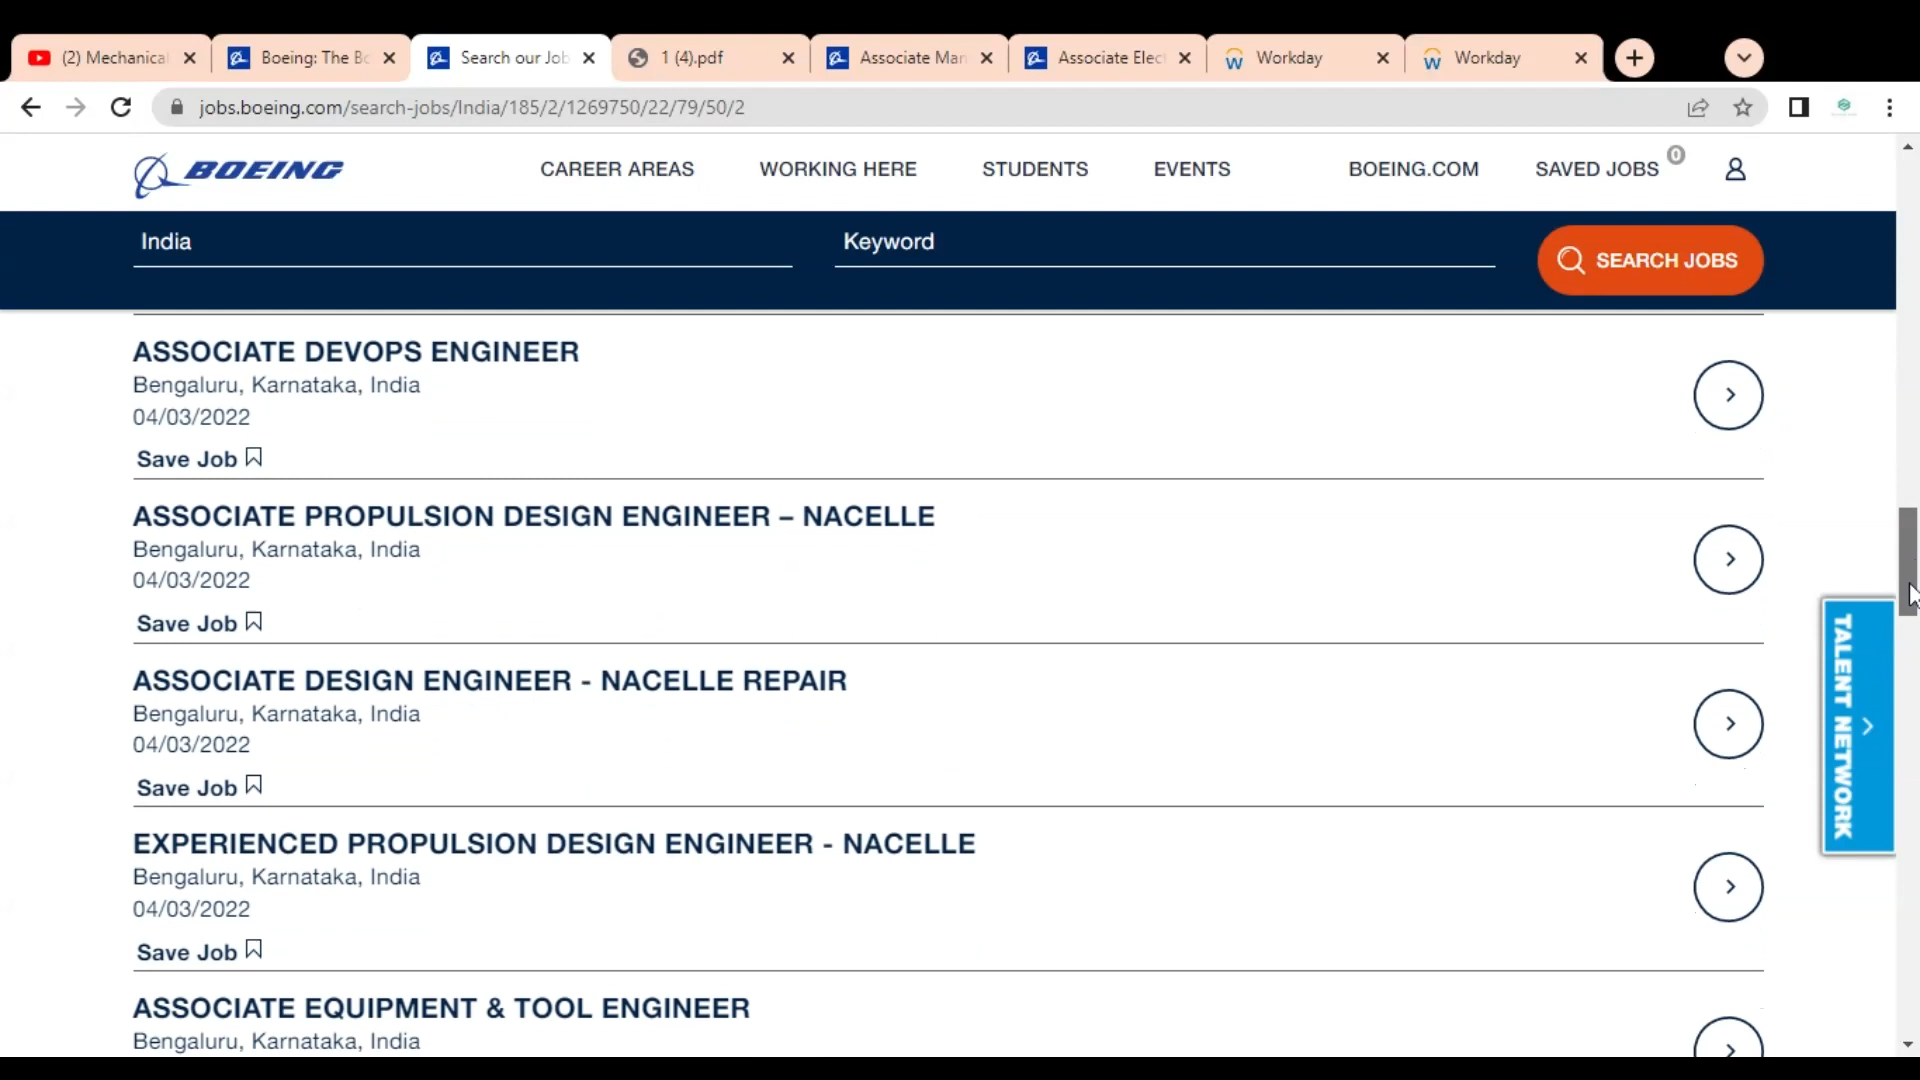 (2) Mechanica
Boeing: The Bo
Search our Job
1 (4).pdf
Associate Man
Associate Elect
Workday
Workday
jobs.boeing.com/search-jobs/India/185/2/1269750/22/79/50/2
BOEING
CAREER AREAS
WORKING HERE
STUDENTS
EVENTS
BOEING.COM
SAVED JOBS
0
India
Keyword
SEARCH JOBS
ASSOCIATE DEVOPS ENGINEER
Bengaluru, Karnataka, India
04/03/2022
Save Job
ASSOCIATE PROPULSION DESIGN ENGINEER – NACELLE
Bengaluru, Karnataka, India
04/03/2022
Save Job
ASSOCIATE DESIGN ENGINEER - NACELLE REPAIR
Bengaluru, Karnataka, India
04/03/2022
Save Job
EXPERIENCED PROPULSION DESIGN ENGINEER - NACELLE
Bengaluru, Karnataka, India
04/03/2022
Save Job
ASSOCIATE EQUIPMENT & TOOL ENGINEER
Bengaluru, Karnataka, India
TALENT NETWORK